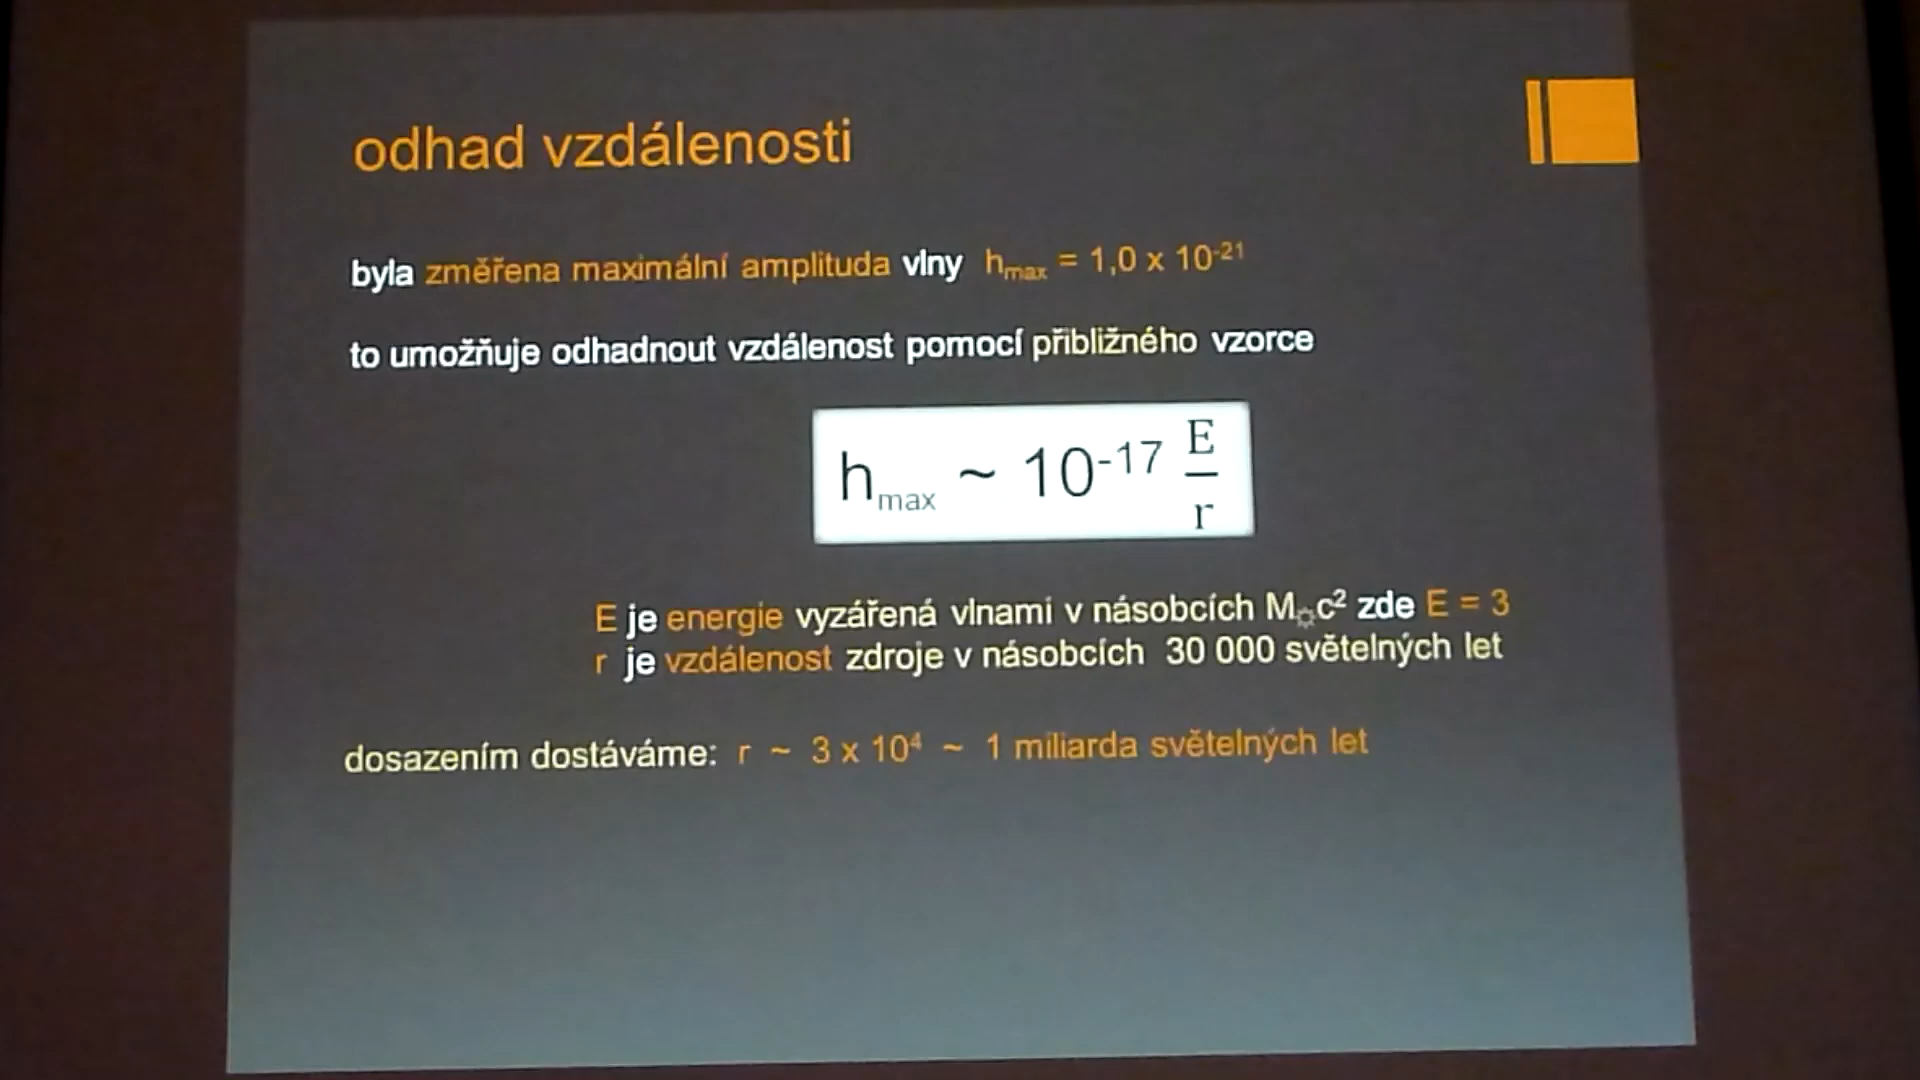 odhad vzdálenosti
byla změřena maximální amplituda vlny h_max = 1,0 x 10⁻²¹
to umožňuje odhadnout vzdálenost pomocí přibližného vzorce
h_max ~ 10⁻¹⁷ E/r
E je energie vyzářená vlnami v násobcích M☼c² zde E = 3
r je vzdálenost zdroje v násobcích 30 000 světelných let
dosazením dostáváme: r ~ 3 x 10⁴ ~ 1 miliarda světelných let